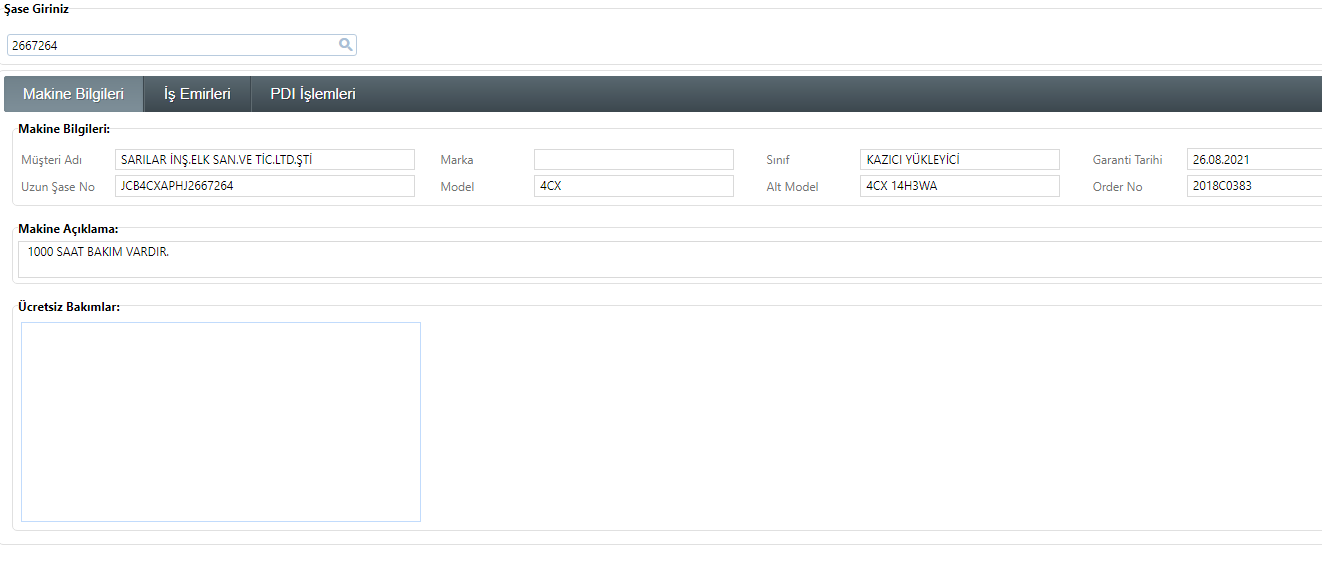 Şase Giriniz
2667264
Makine Bilgileri İş Emirleri PDI İşlemleri
Makine Bilgileri:
Müşteri Adı SARILAR İNŞ.ELK SAN.VE TİC.LTD.ŞTİ Marka Sınıf KAZICI YÜKLEYİCİ Garanti Tarihi 26.08.2021
Uzun Şase No JCB4CXAPHJ2667264 Model 4CX Alt Model 4CX 14H3WA Order No 2018C0383
Makine Açıklama:
1000 SAAT BAKIM VARDIR.
Ücretsiz Bakımlar: